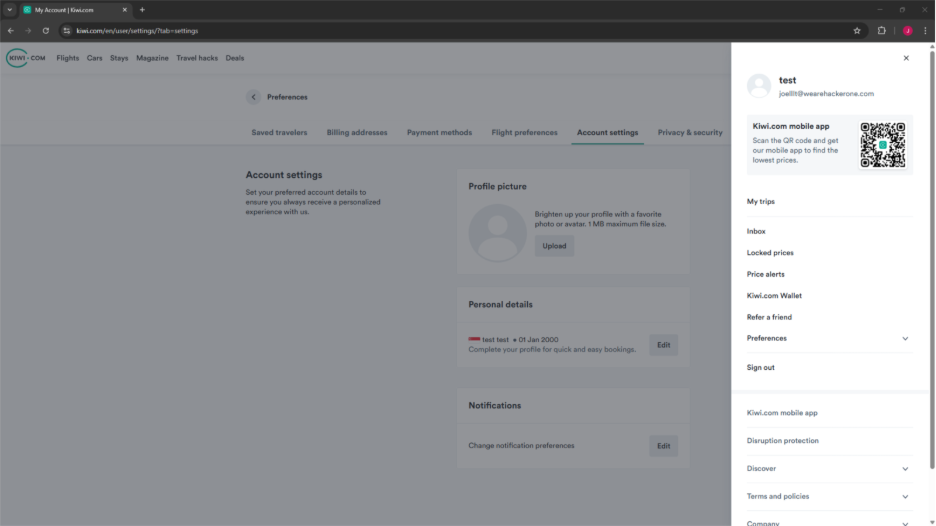 My Account | Kiwi.com
kiwi.com/en/user/settings/?tab=settings
J
KIWI•COM
Flights
Cars
Stays
Magazine
Travel hacks
Deals
Preferences
Saved travelers
Billing addresses
Payment methods
Flight preferences
Account settings
Privacy & security
Account settings
Set your preferred account details to
ensure you always receive a personalized
experience with us.
Profile picture
Brighten up your profile with a favorite
photo or avatar. 1 MB maximum file size.
Upload
Personal details
test test • 01 Jan 2000
Complete your profile for quick and easy bookings.
Edit
Notifications
Change notification preferences
Edit
test
joellit@wearehackerone.com
Kiwi.com mobile app
Scan the QR code and get
our mobile app to find the
lowest prices.
My trips
Inbox
Locked prices
Price alerts
Kiwi.com Wallet
Refer a friend
Preferences
Sign out
Kiwi.com mobile app
Disruption protection
Discover
Terms and policies
Company